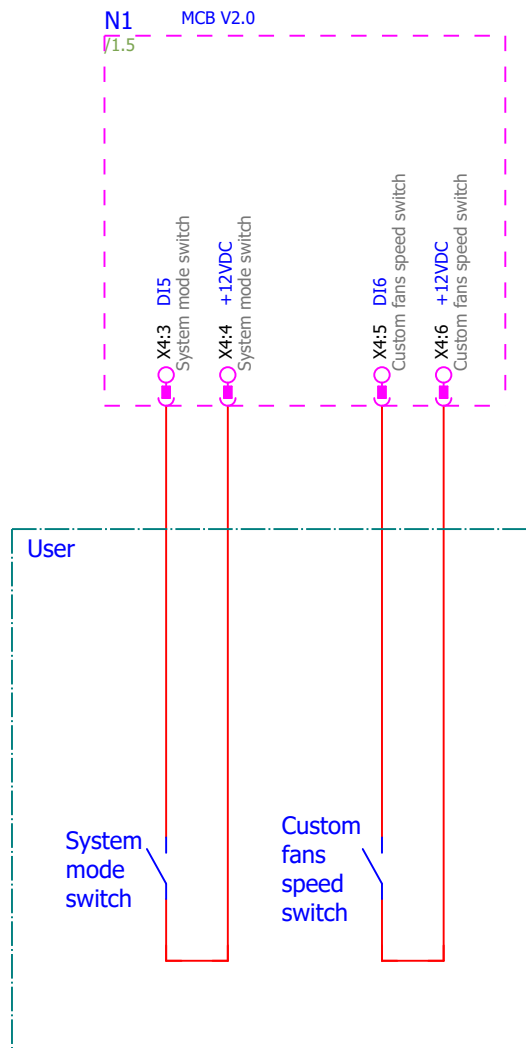 N1
MCB V2.0
/1.5
X4:3 DI5
System mode switch
X4:4 +12VDC
System mode switch
X4:5 DI6
Custom fans speed switch
X4:6 +12VDC
Custom fans speed switch
User
System
mode
switch
Custom
fans
speed
switch